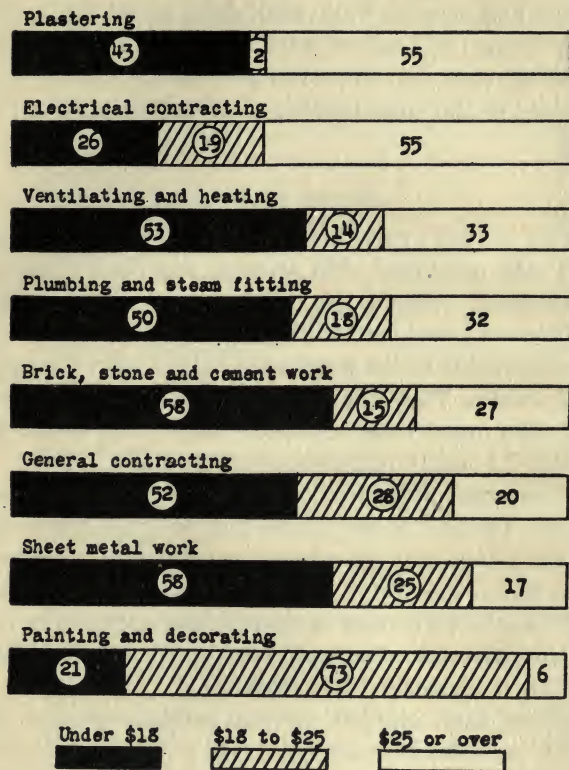 Plastering
43 2 55
Electrical contracting
26 19 55
Ventilating and heating
53 14 33
Plumbing and steam fitting
50 18 32
Brick, stone and cement work
58 15 27
General contracting
52 28 20
Sheet metal work
58 25 17
Painting and decorating
21 73 6
Under $18 $18 to $25 $25 or over